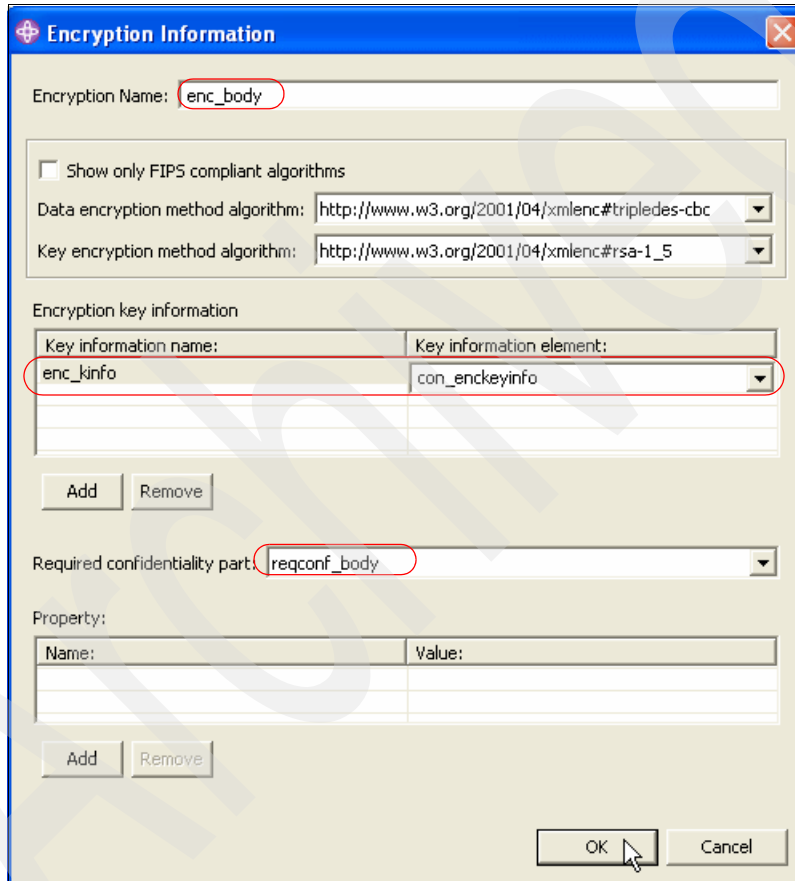 Encryption Information
Encryption Name: enc_body
Show only FIPS compliant algorithms
Data encryption method algorithm: http://www.w3.org/2001/04/xmlenc#tripledes-cbc
Key encryption method algorithm: http://www.w3.org/2001/04/xmlenc#rsa-1_5
Encryption key information
Key information name: Key information element:
enc_kinfo con_enckeyinfo
Add Remove
Required confidentiality part: reqconf_body
Property:
Name: Value:
Add Remove
OK Cancel
Archived